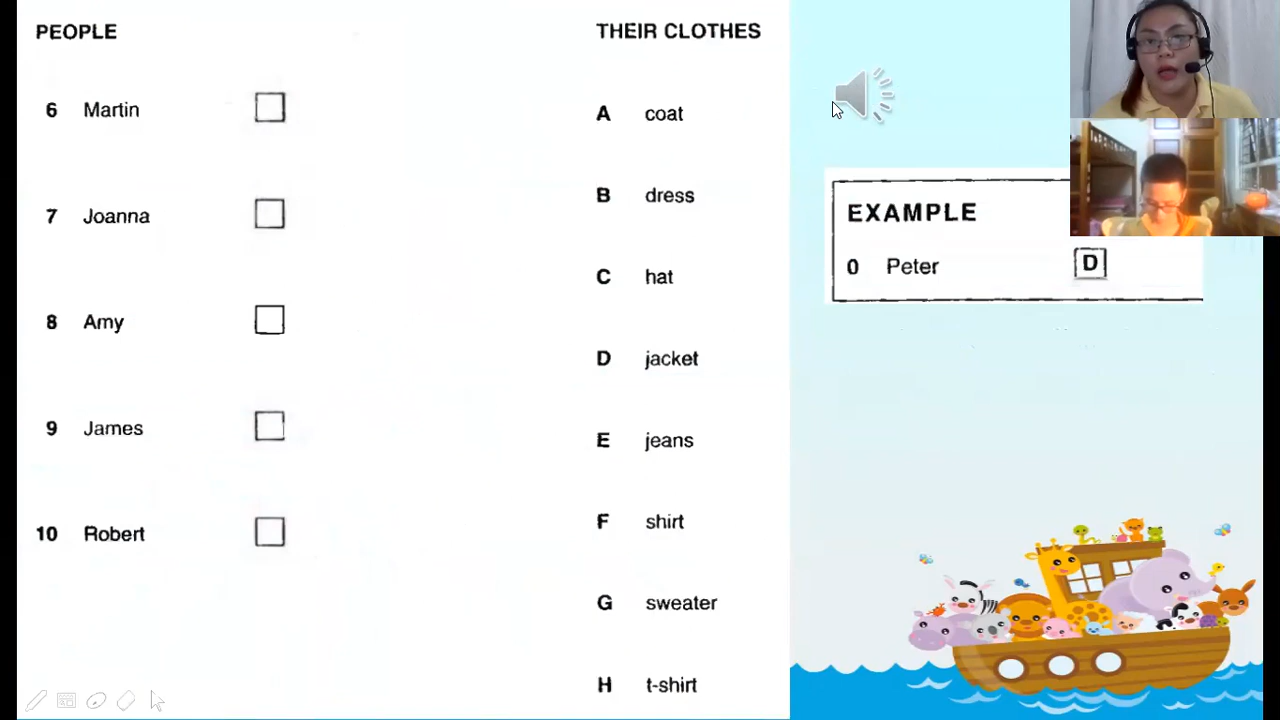 PEOPLE
6 Martin
7 Joanna
8 Amy
9 James
10 Robert
THEIR CLOTHES
A coat
B dress
C hat
D jacket
E jeans
F shirt
G sweater
H t-shirt
EXAMPLE
0 Peter D